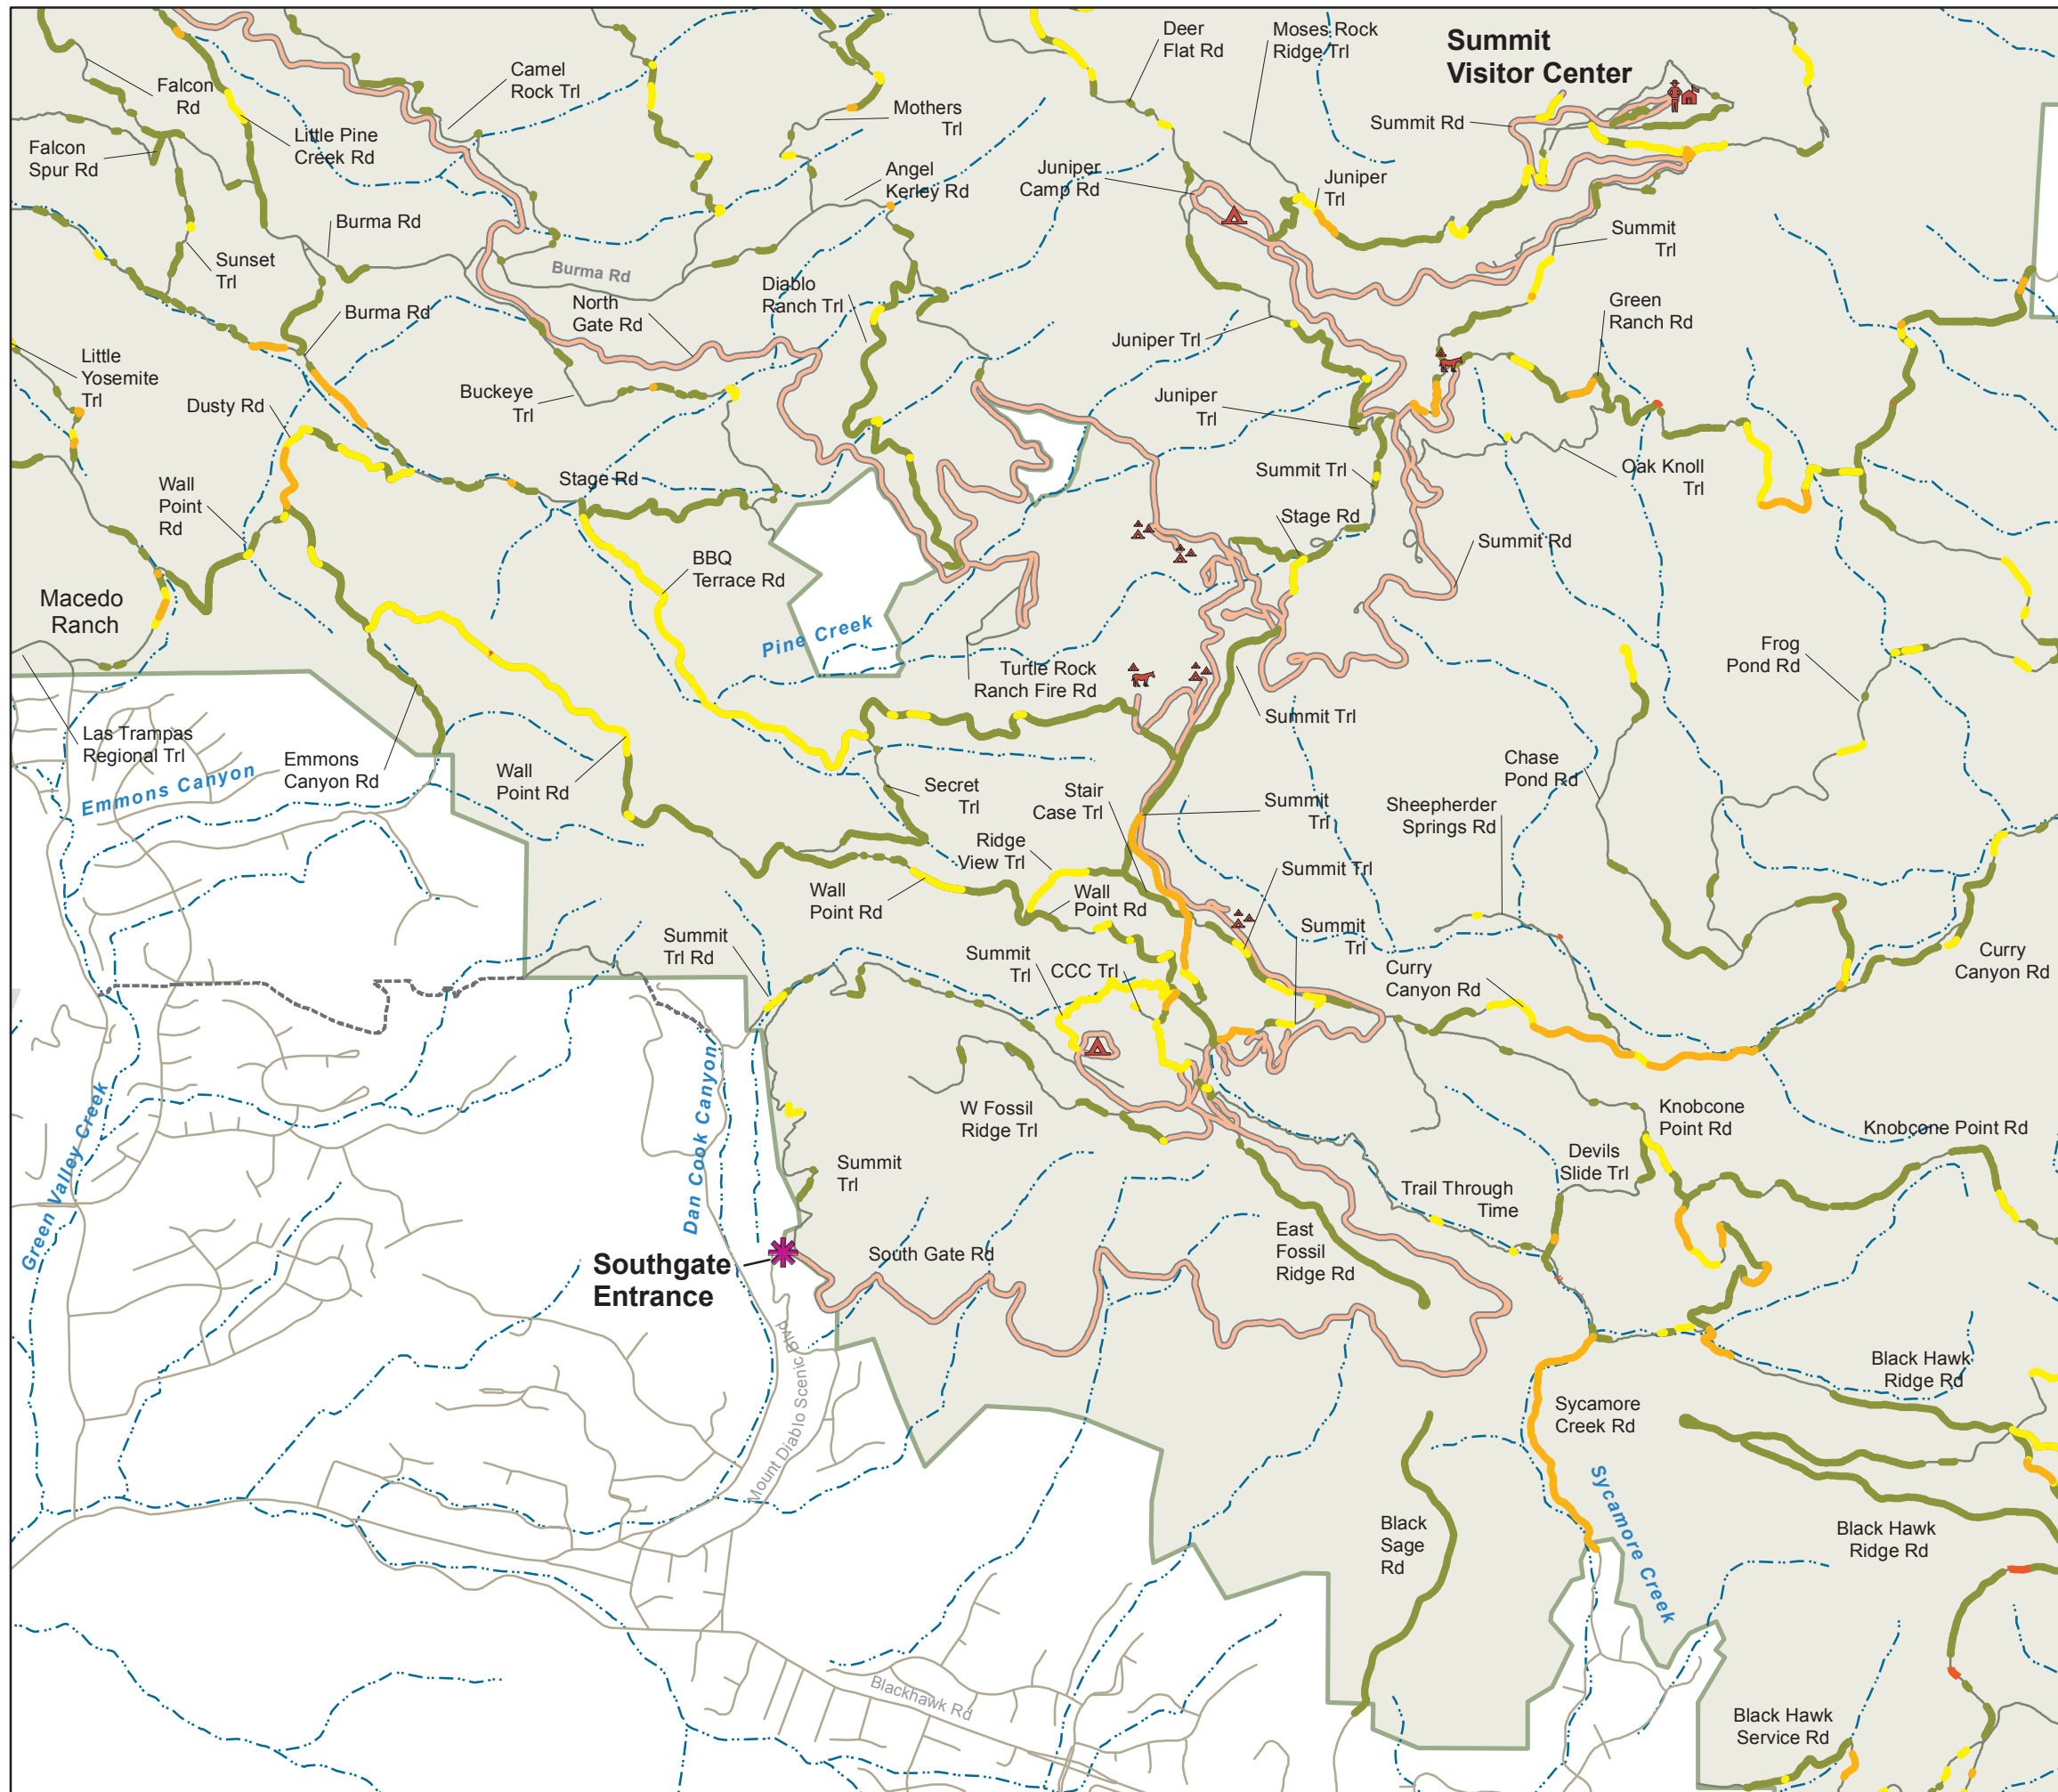 Summit
Visitor Center
Deer
Flat Rd
Moses Rock
Ridge Trl
Falcon
Rd
Camel
Rock Trl
Mothers
Trl
Summit Rd
Little Pine
Creek Rd
Falcon
Spur Rd
Angel
Kerley Rd
Juniper
Camp Rd
Juniper
Trl
Burma Rd
Summit
Trl
Sunset
Trl
Burma Rd
Diablo
Ranch Trl
North
Gate Rd
Burma Rd
Green
Ranch Rd
Juniper Trl
Little
Yosemite
Trl
Dusty Rd
Buckeye
Trl
Juniper
Trl
Wall
Point
Rd
Stage Rd
Summit Trl
Oak Knoll
Trl
Stage Rd
Summit Rd
BBQ
Terrace Rd
Macedo
Ranch
Pine Creek
Turtle Rock
Ranch Fire Rd
Frog
Pond Rd
Las Trampas
Regional Trl
Summit Trl
Emmons
Canyon Rd
Emmons Canyon
Wall
Point Rd
Chase
Pond Rd
Secret
Trl
Stair
Case Trl
Summit
Trl
Sheepherder
Springs Rd
Ridge
View Trl
Summit Trl
Wall
Point Rd
Wall
Point Rd
Summit
Trl Rd
Summit
Trl
CCC Trl
Summit
Trl
Curry
Canyon Rd
Curry
Canyon Rd
W Fossil
Ridge Trl
Knobcone
Point Rd
Knobcone Point Rd
Green Valley Creek
Dan Cook Canyon
Devils
Slide Trl
Summit
Trl
Trail Through
Time
Southgate
Entrance
South Gate Rd
East
Fossil
Ridge Rd
Mount Diablo Scenic Blvd
Black Hawk
Ridge Rd
Sycamore
Creek Rd
Sycamore Creek
Black
Sage
Rd
Black Hawk
Ridge Rd
Blackhawk Rd
Black Hawk
Service Rd